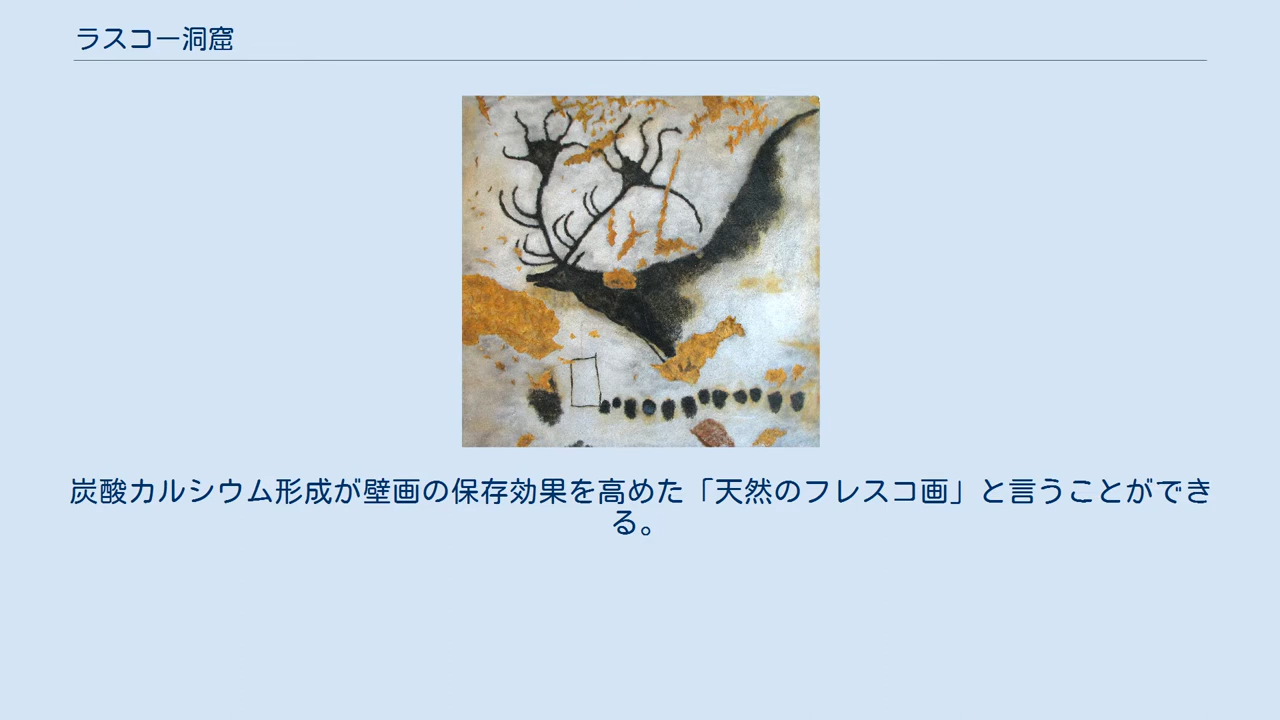 ラスコー洞窟
炭酸カルシウム形成が壁画の保存効果を高めた「天然のフレスコ画」と言うことができ
る。